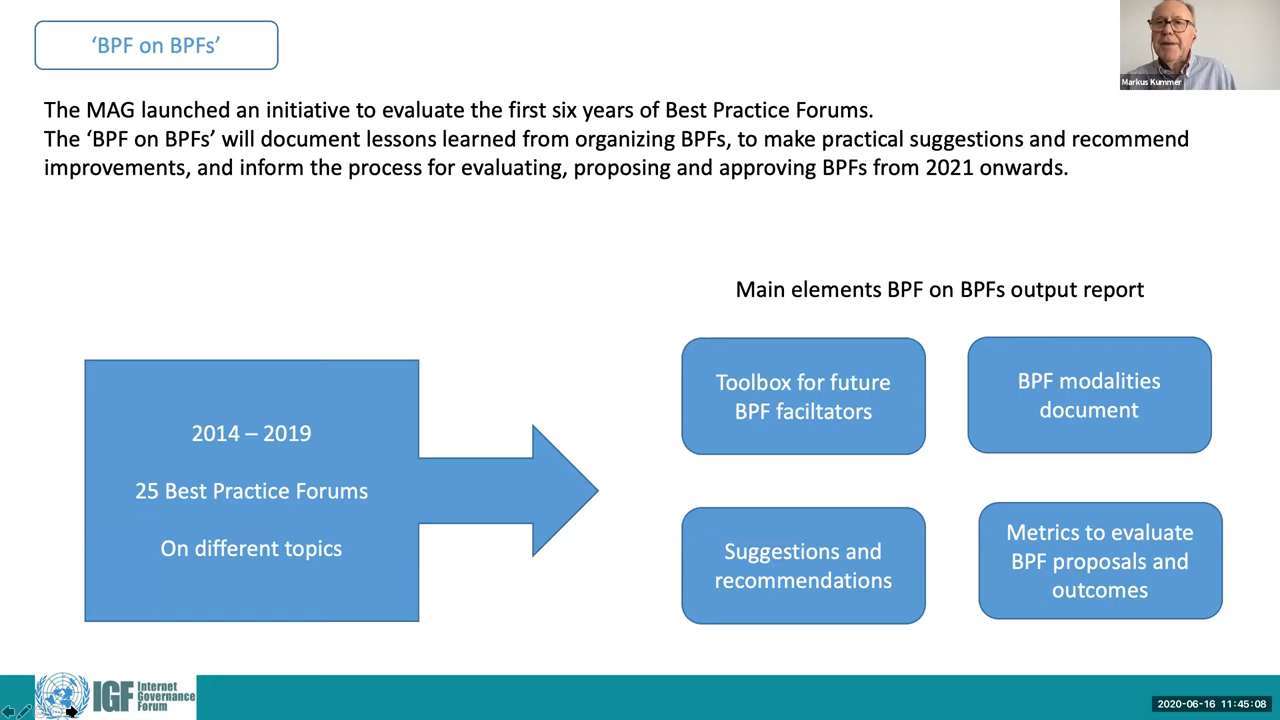 ‘BPF on BPFs’
Markus Kummer
The MAG launched an initiative to evaluate the first six years of Best Practice Forums.
The ‘BPF on BPFs’ will document lessons learned from organizing BPFs, to make practical suggestions and recommend
improvements, and inform the process for evaluating, proposing and approving BPFs from 2021 onwards.
Main elements BPF on BPFs output report
2014 – 2019
25 Best Practice Forums
On different topics
Toolbox for future
BPF faciltators
BPF modalities
document
Suggestions and
recommendations
Metrics to evaluate
BPF proposals and
outcomes
IGF
Internet
Governance
Forum
2020-06-16 11:45:08